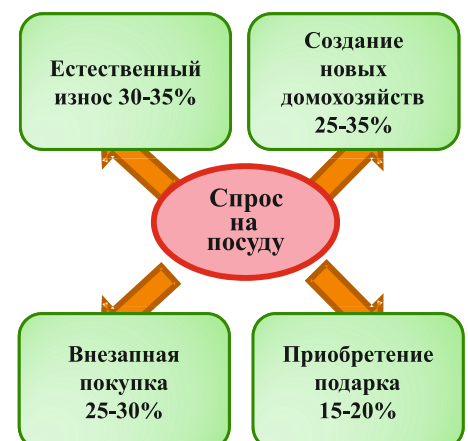 Естественный
износ 30-35%
Создание
новых
домохозяйств
25-35%
Спрос
на
посуду
Внезапная
покупка
25-30%
Приобретение
подарка
15-20%